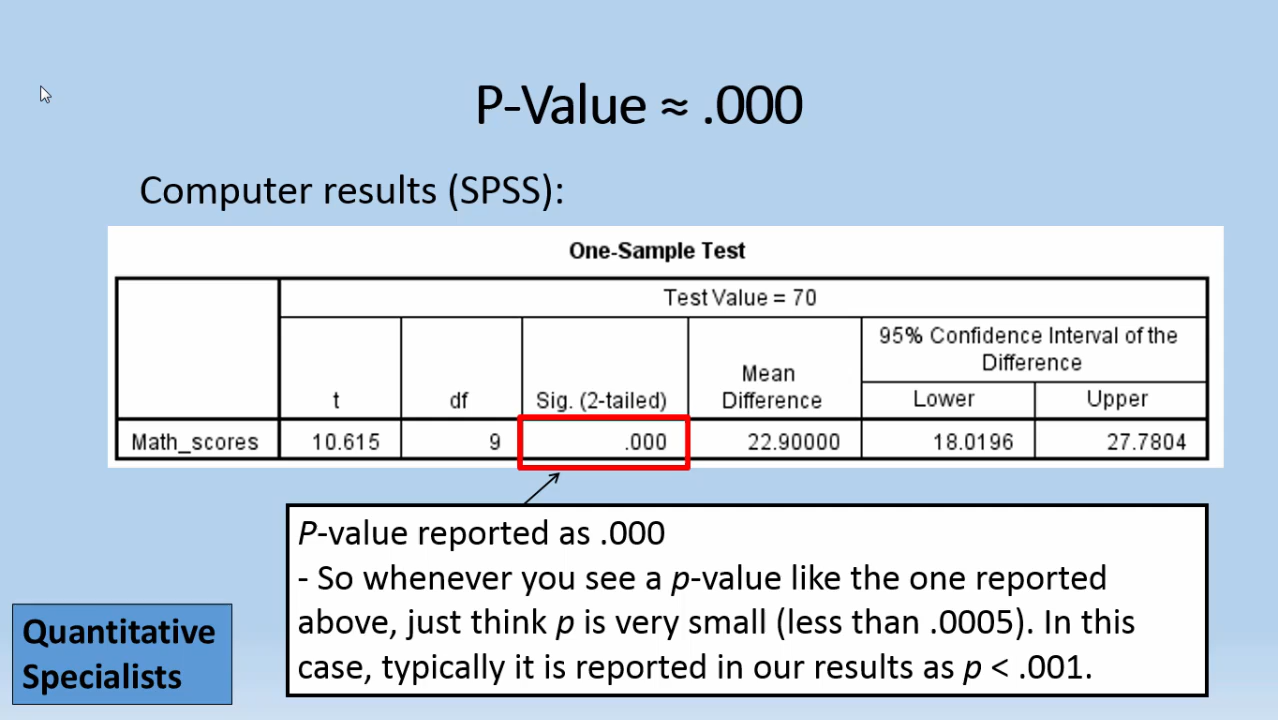 P-Value ≈ .000
Computer results (SPSS):
One-Sample Test
Test Value = 70
t df Sig. (2-tailed) Mean Difference 95% Confidence Interval of the Difference
Lower Upper
Math_scores 10.615 9 .000 22.90000 18.0196 27.7804
P-value reported as .000
- So whenever you see a p-value like the one reported
above, just think p is very small (less than .0005). In this
case, typically it is reported in our results as p < .001.
Quantitative
Specialists